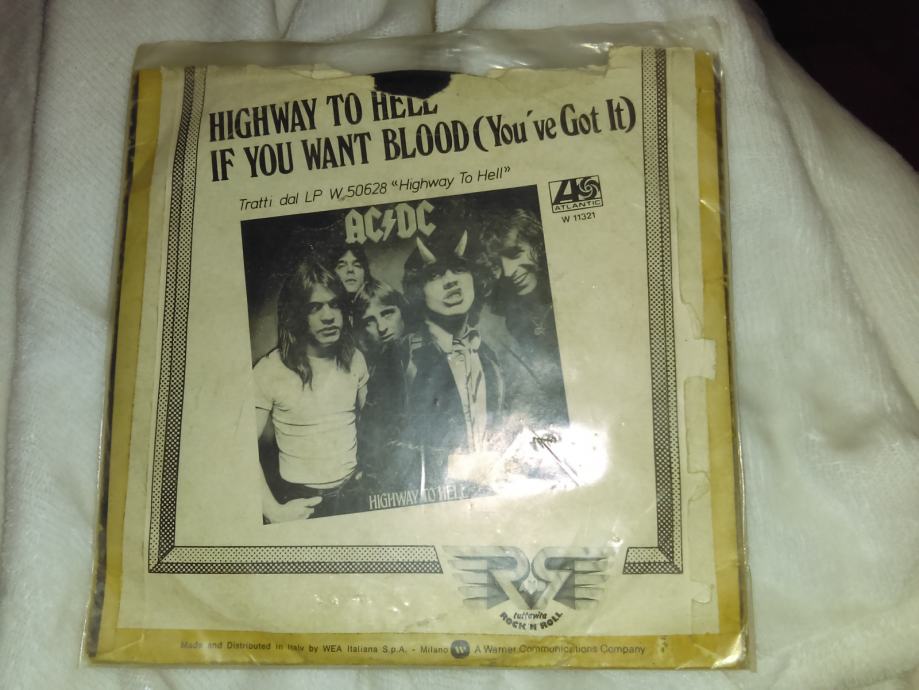 HIGHWAY TO HELL
IF YOU WANT BLOOD (You've Got It)
Tratti dal LP W 50628 «Highway To Hell»
ATLANTIC
W 11321
AC/DC
HIGHWAY TO HELL
RR
tuttowita
ROCK'N ROLL
Made and Distributed in Italy by WEA Italiana S.p.A. - Milano W A Warner Communications Company